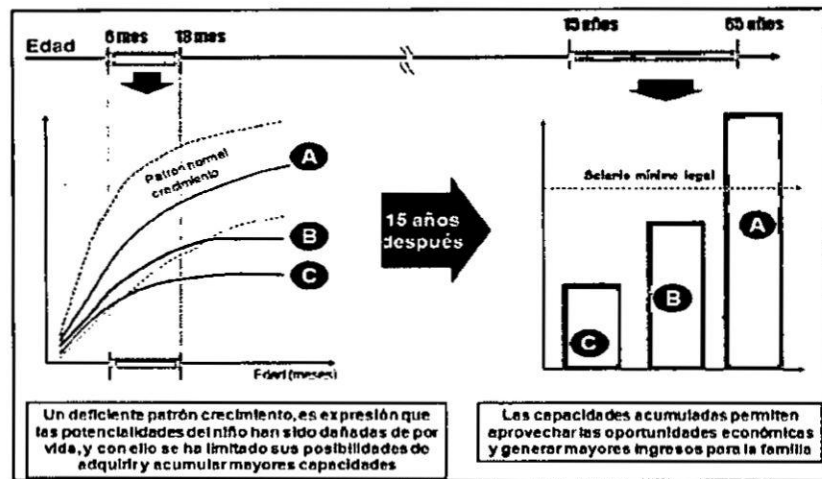 Edad
6 mes
18 mes
15 años
65 años
Patrón normal
crecimiento
A
B
C
Edad (meses)
15 años
después
Salario mínimo legal
A
B
C
Un deficiente patrón crecimiento, es expresión que
las potencialidades del niño han sido dañadas de por
vida, y con ello se ha limitado sus posibilidades de
adquirir y acumular mayores capacidades
Las capacidades acumuladas permiten
aprovechar las oportunidades económicas
y generar mayores ingresos para la familia